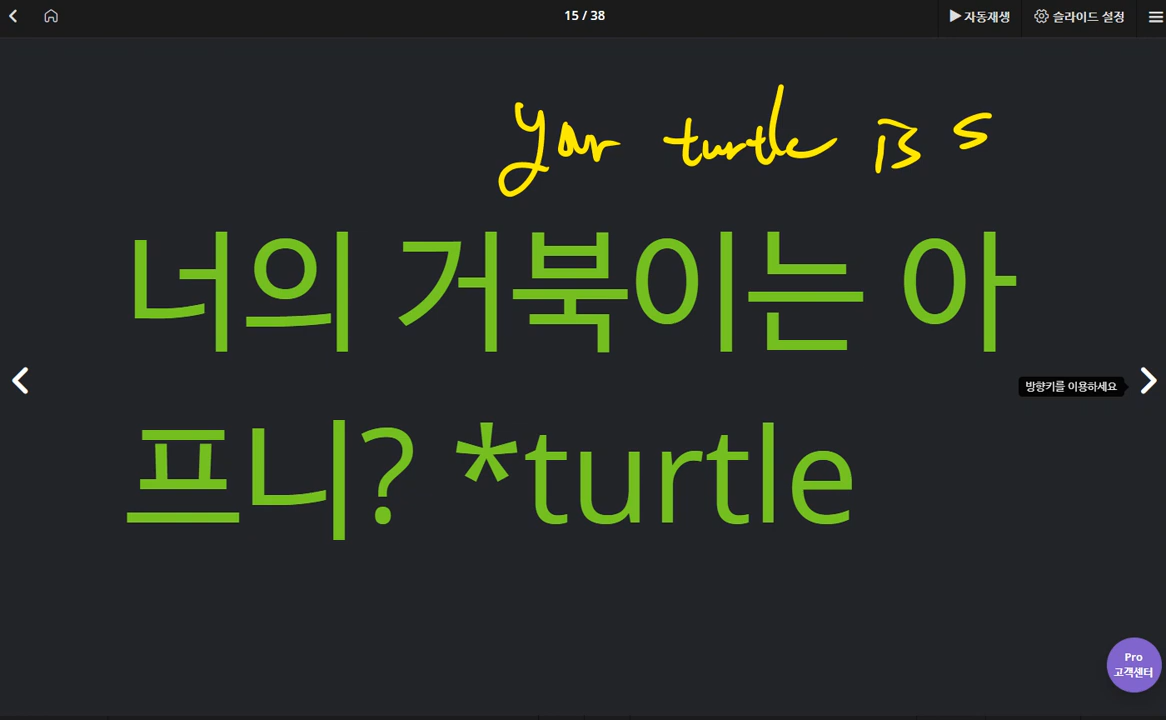 15 / 38
▶ 자동재생
슬라이드 설정
your turtle is s
너의 거북이는 아
프니? *turtle
방향키를 이용하세요
Pro
고객센터